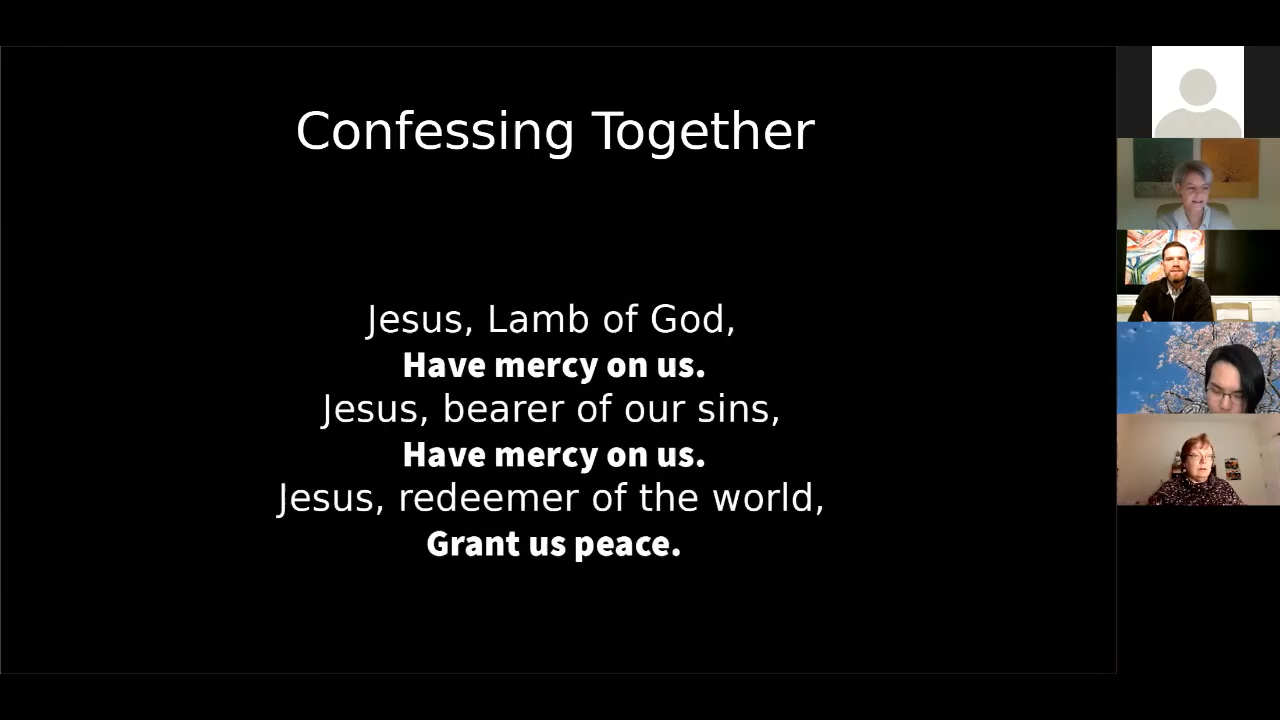 Confessing Together
Jesus, Lamb of God,
Have mercy on us.
Jesus, bearer of our sins,
Have mercy on us.
Jesus, redeemer of the world,
Grant us peace.